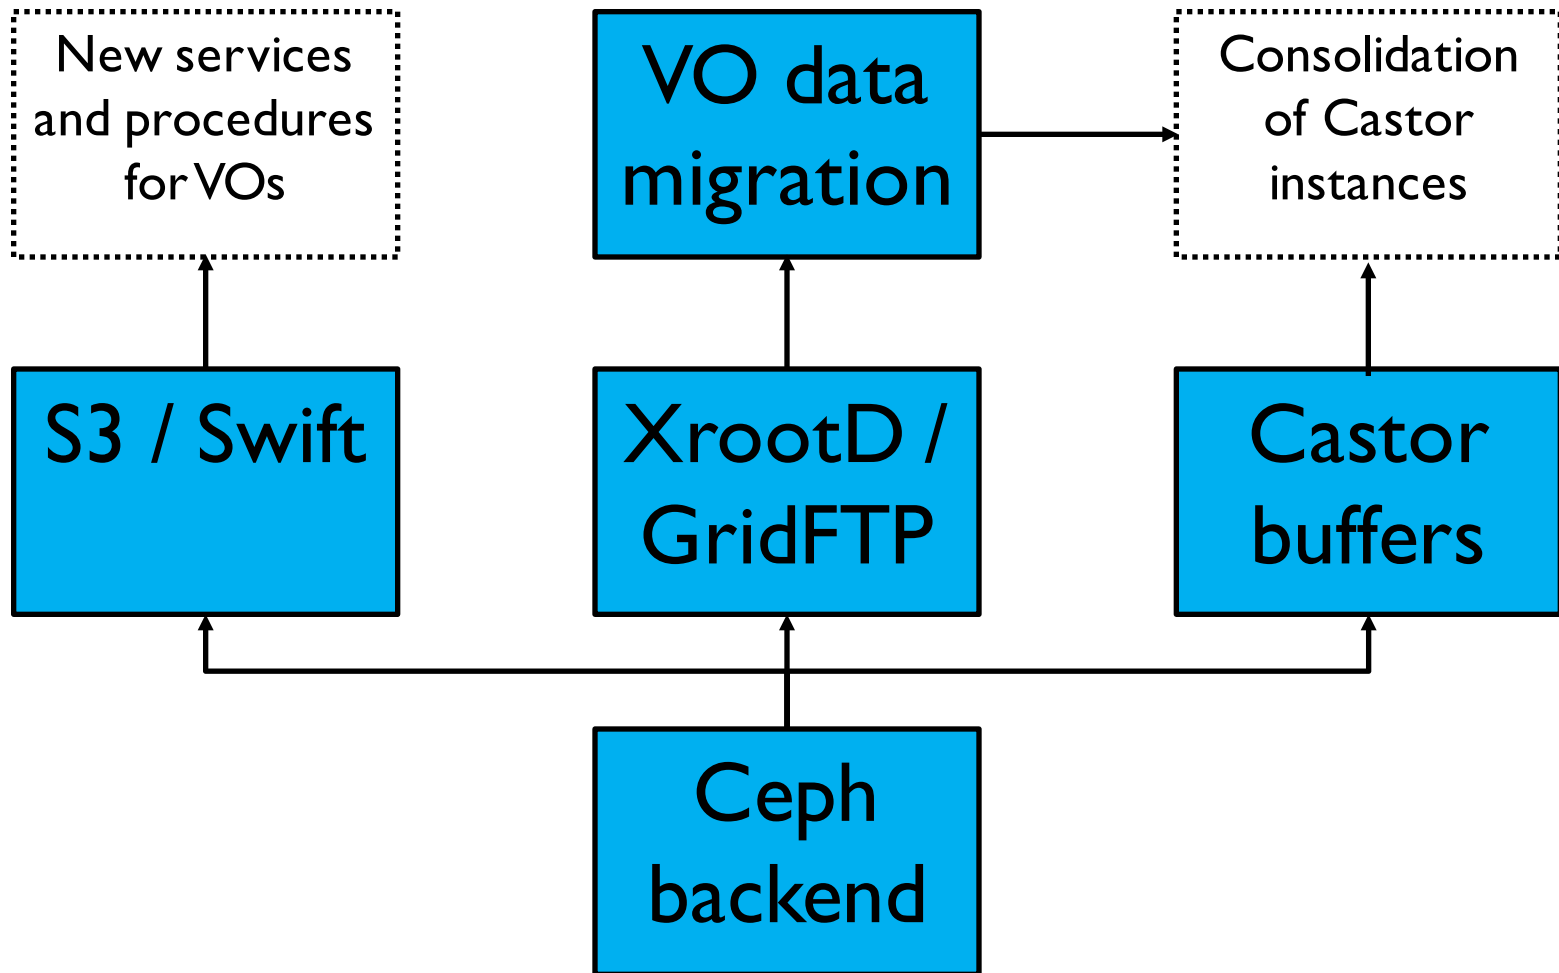 New services
and procedures
for VOs
VO data
migration
Consolidation
of Castor
instances
S3 / Swift
XrootD /
GridFTP
Castor
buffers
Ceph
backend